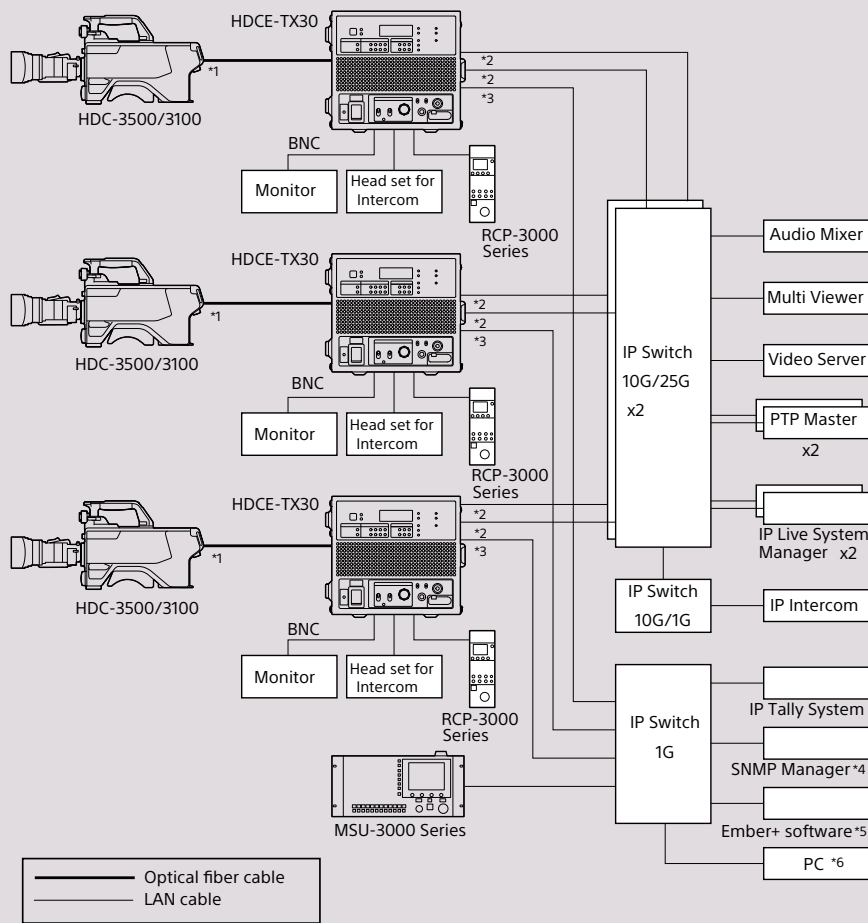 HDCE-TX30
*1
*2
*2
*3
HDC-3500/3100
BNC
Monitor
Head set for
Intercom
RCP-3000
Series
HDCE-TX30
*1
*2
*2
*3
HDC-3500/3100
BNC
Monitor
Head set for
Intercom
RCP-3000
Series
HDCE-TX30
*1
*2
*2
*3
HDC-3500/3100
BNC
Monitor
Head set for
Intercom
RCP-3000
Series
MSU-3000 Series
IP Switch
10G/25G
x2
Audio Mixer
Multi Viewer
Video Server
PTP Master
x2
IP Live System
Manager x2
IP Switch
10G/1G
IP Intercom
IP Switch
1G
IP Tally System
SNMP Manager*4
Ember+ software*5
PC *6
Optical fiber cable
LAN cable